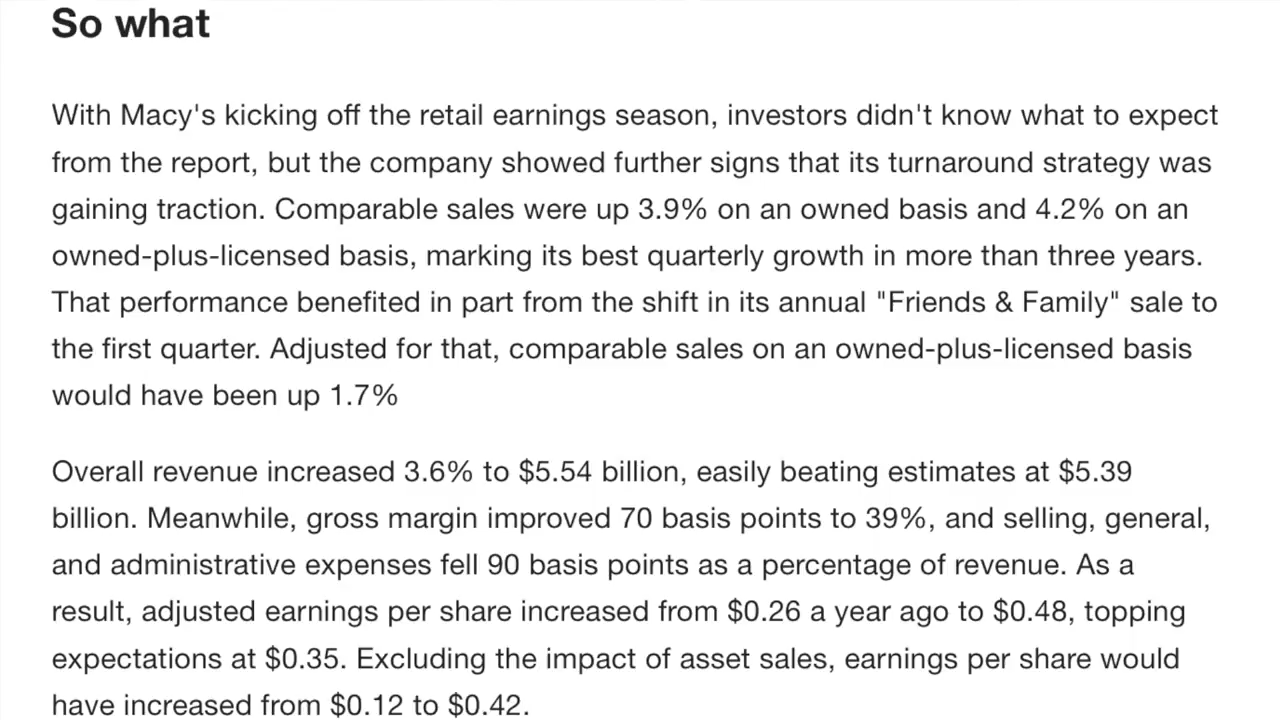 So what
With Macy's kicking off the retail earnings season, investors didn't know what to expect
from the report, but the company showed further signs that its turnaround strategy was
gaining traction. Comparable sales were up 3.9% on an owned basis and 4.2% on an
owned-plus-licensed basis, marking its best quarterly growth in more than three years.
That performance benefited in part from the shift in its annual "Friends & Family" sale to
the first quarter. Adjusted for that, comparable sales on an owned-plus-licensed basis
would have been up 1.7%
Overall revenue increased 3.6% to $5.54 billion, easily beating estimates at $5.39
billion. Meanwhile, gross margin improved 70 basis points to 39%, and selling, general,
and administrative expenses fell 90 basis points as a percentage of revenue. As a
result, adjusted earnings per share increased from $0.26 a year ago to $0.48, topping
expectations at $0.35. Excluding the impact of asset sales, earnings per share would
have increased from $0.12 to $0.42.